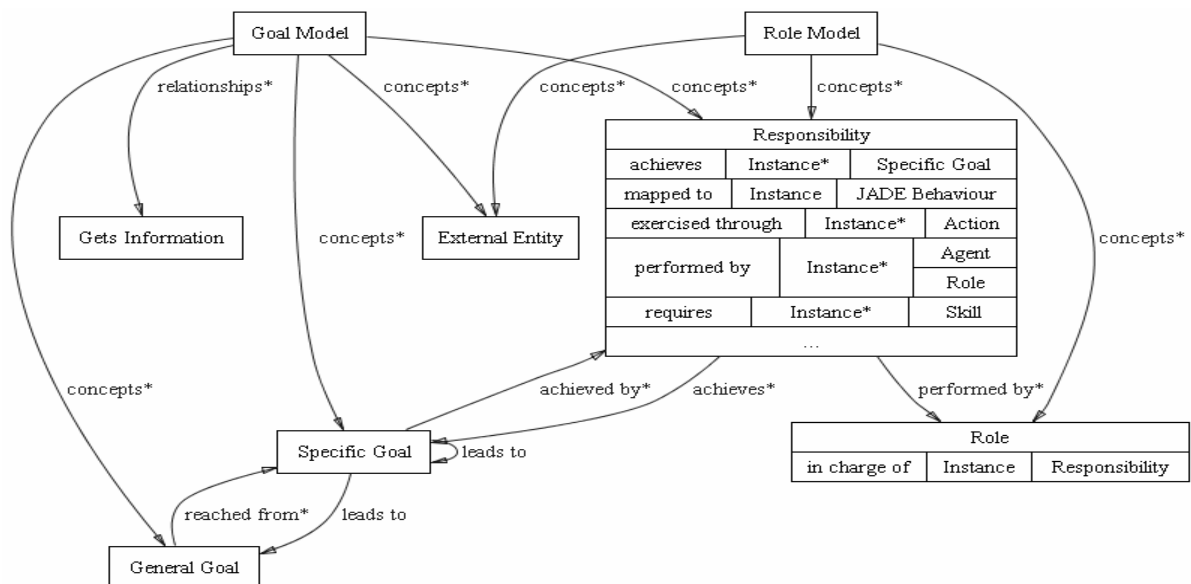 Goal Model
Role Model
relationships*
concepts*
concepts*
concepts*
concepts*
Responsibility
achieves Instance* Specific Goal
mapped to Instance JADE Behaviour
exercised through Instance* Action
performed by Instance* Agent
Role
requires Instance* Skill
...
Gets Information
External Entity
concepts*
concepts*
concepts*
achieved by*
achieves*
performed by*
Specific Goal
leads to
Role
in charge of Instance Responsibility
reached from*
leads to
General Goal